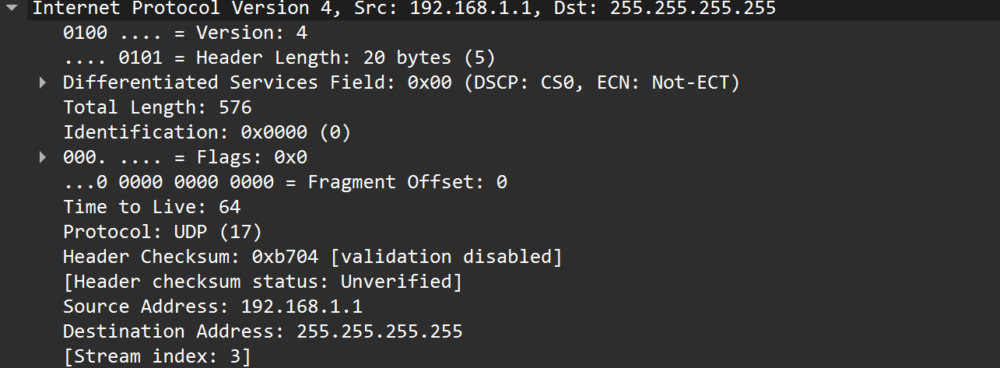 Internet Protocol Version 4, Src: 192.168.1.1, Dst: 255.255.255.255
0100 .... = Version: 4
.... 0101 = Header Length: 20 bytes (5)
Differentiated Services Field: 0x00 (DSCP: CS0, ECN: Not-ECT)
Total Length: 576
Identification: 0x0000 (0)
000. .... = Flags: 0x0
...0 0000 0000 0000 = Fragment Offset: 0
Time to Live: 64
Protocol: UDP (17)
Header Checksum: 0xb704 [validation disabled]
[Header checksum status: Unverified]
Source Address: 192.168.1.1
Destination Address: 255.255.255.255
[Stream index: 3]